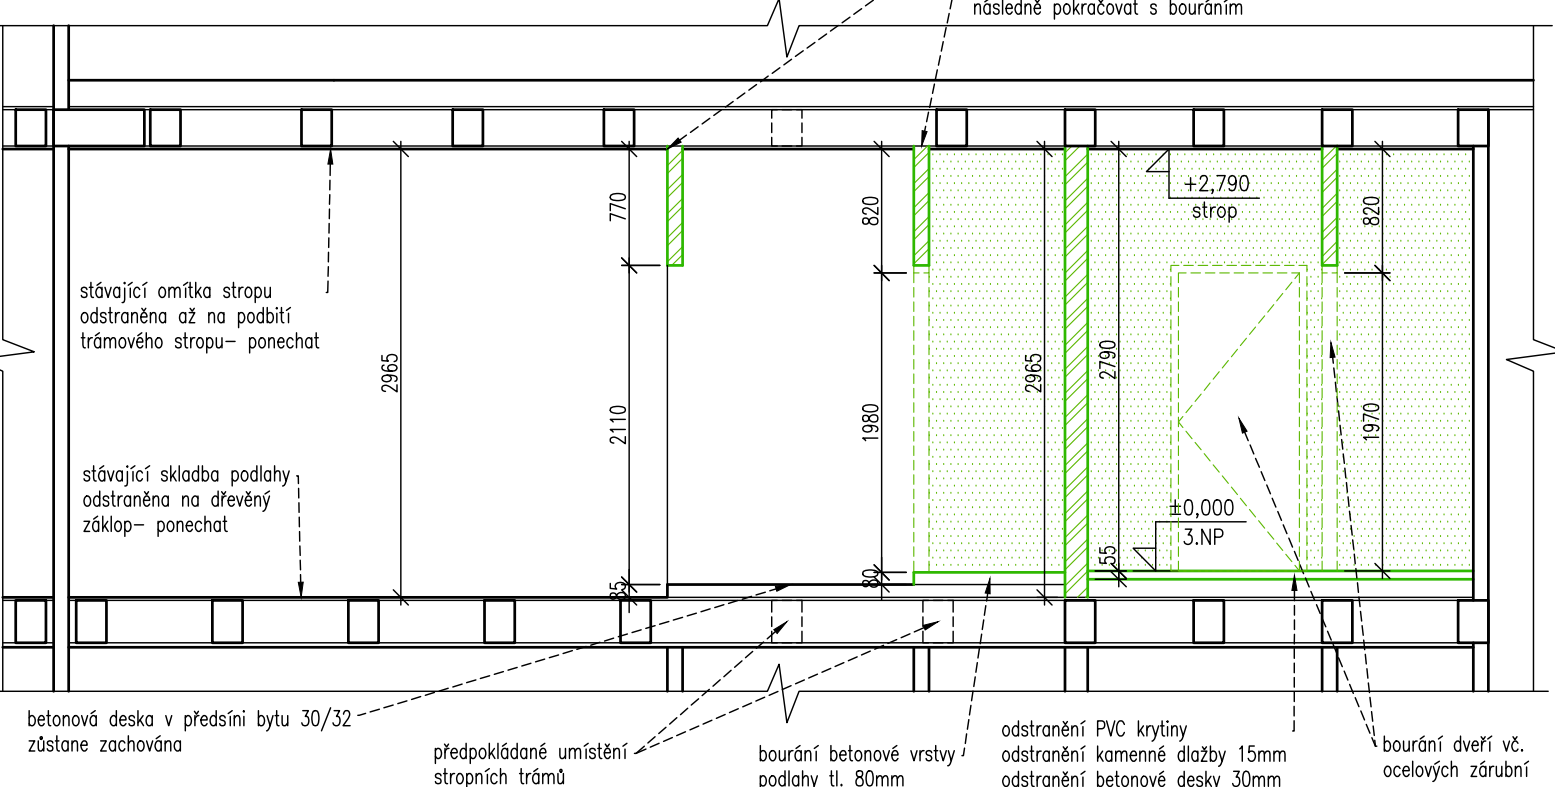 následně pokračovat s bouráním
+2,790
strop
770
820
820
stávající omítka stropu
odstraněna až na podbití
trámového stropu– ponechat
2965
2965
2790
2110
1980
1970
stávající skladba podlahy
odstraněna na dřevěný
záklop– ponechat
±0,000
3.NP
55
80
85
betonová deska v předsíni bytu 30/32
zůstane zachována
předpokládané umístění
stropních trámů
bourání betonové vrstvy
podlahy tl. 80mm
odstranění PVC krytiny
odstranění kamenné dlažby 15mm
odstranění betonové desky 30mm
bourání dveří vč.
ocelových zárubní